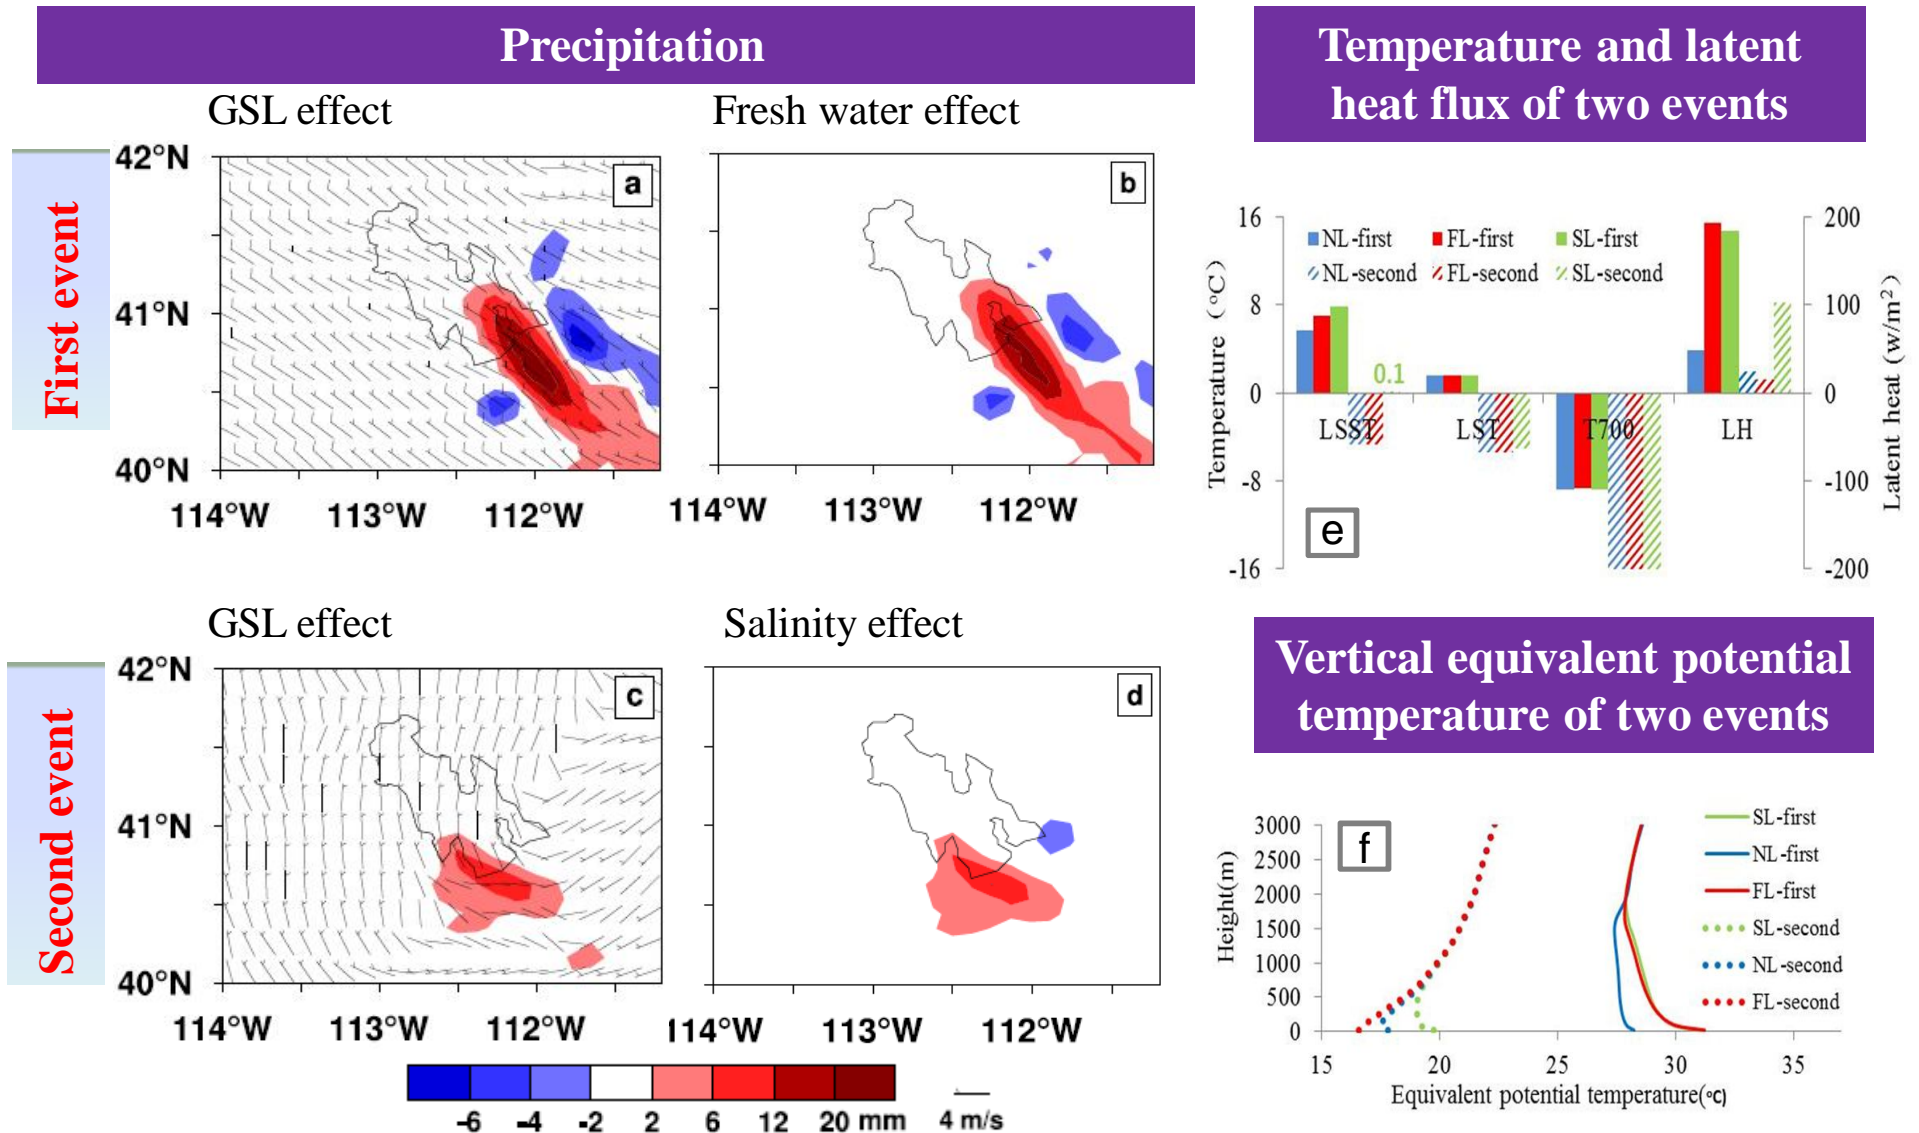 Precipitation
Temperature and latent
heat flux of two events
GSL effect
Fresh water effect
First event
42°N
41°N
40°N
a
114°W
113°W
112°W
b
114°W
113°W
112°W
16
8
0
-8
-16
Temperature (°C)
NL-first
FL-first
SL-first
NL-second
FL-second
SL-second
0.1
LSST
LST
T700
LH
e
200
100
0
-100
-200
Latent heat (w/m²)
GSL effect
Salinity effect
Second event
42°N
41°N
40°N
c
114°W
113°W
112°W
d
114°W
113°W
112°W
-6
-4
-2
2
6
12
20 mm
4 m/s
Vertical equivalent potential
temperature of two events
f
3000
2500
2000
1500
1000
500
0
Height(m)
SL-first
NL-first
FL-first
SL-second
NL-second
FL-second
15
20
25
30
35
Equivalent potential temperature(°C)